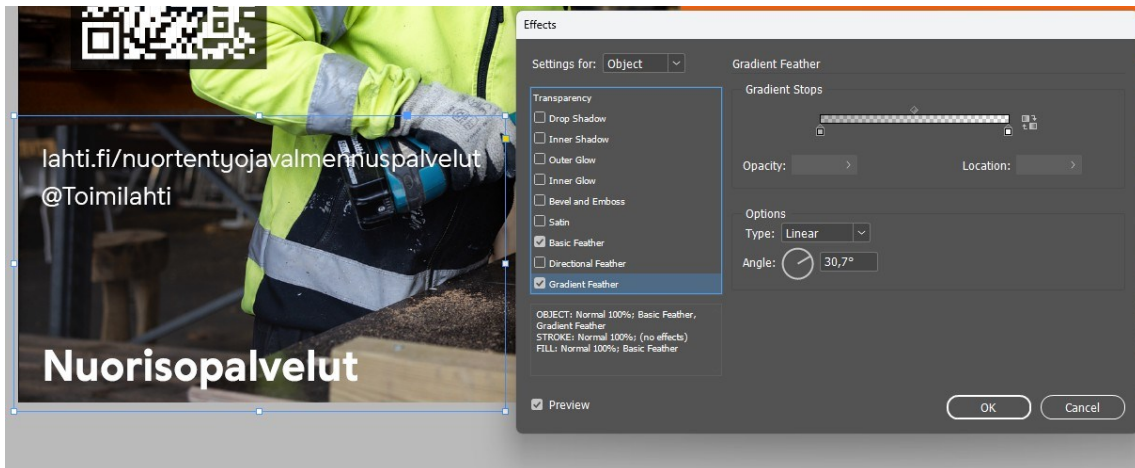 Effects
Settings for: Object
Gradient Feather
Transparency
Drop Shadow
Inner Shadow
Outer Glow
Inner Glow
Bevel and Emboss
Satin
Basic Feather
Directional Feather
Gradient Feather
OBJECT: Normal 100%; Basic Feather,
Gradient Feather
STROKE: Normal 100%; (no effects)
FILL: Normal 100%; Basic Feather
Preview
Gradient Stops
Opacity:
Location:
Options
Type: Linear
Angle: 30,7°
OK
Cancel
lahti.fi/nuortentyojavalmennuspalvelut
@Toimilahti
Nuorisopalvelut